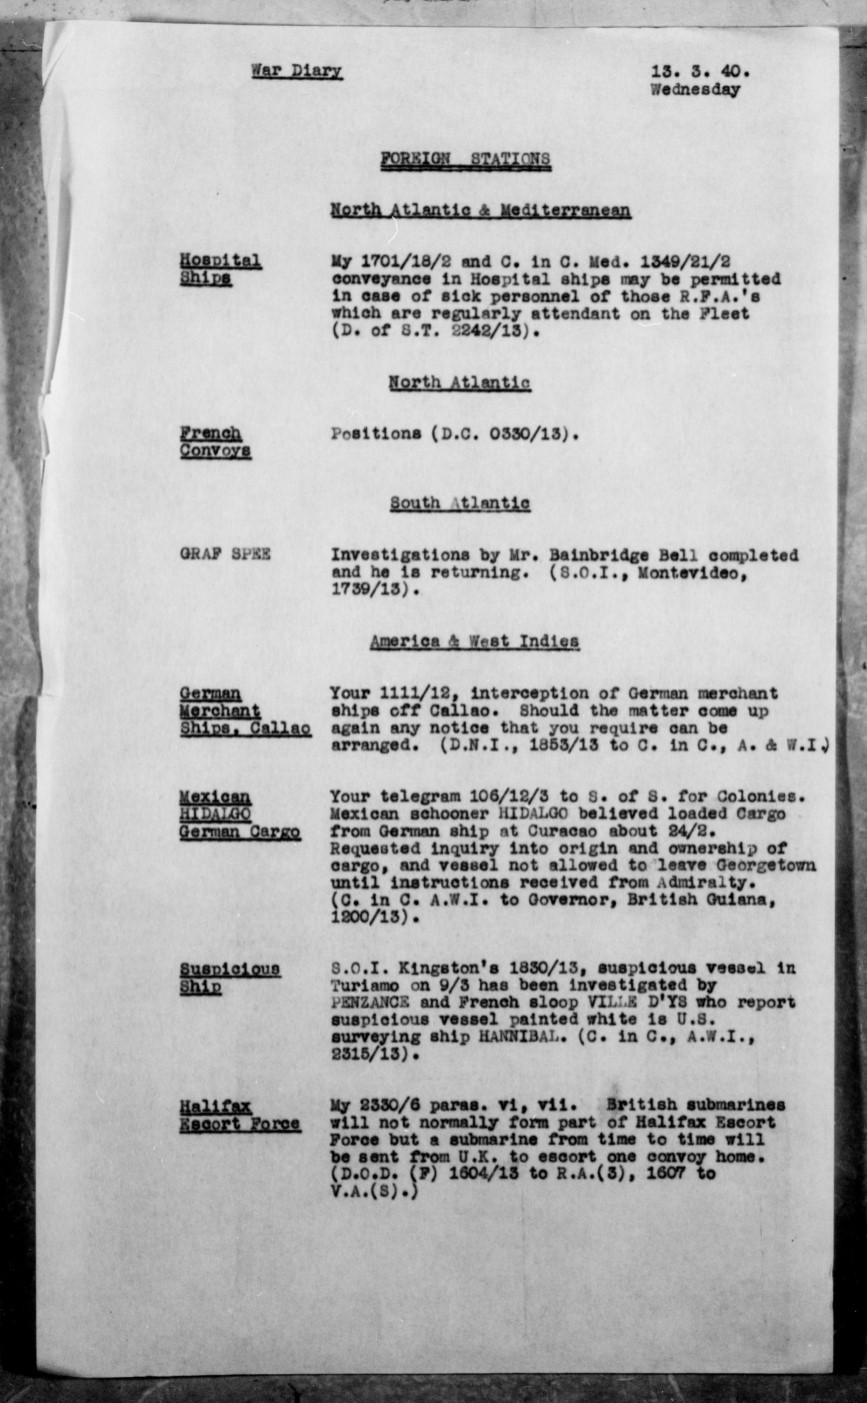 War Diary
13. 3. 40.
Wednesday
FOREIGN STATIONS
North Atlantic & Mediterranean
Hospital
Ships
My 1701/18/2 and C. in C. Med. 1349/21/2
conveyance in Hospital ships may be permitted
in case of sick personnel of those R.F.A.'s
which are regularly attendant on the Fleet
(D. of S.T. 2242/13).
North Atlantic
French
Convoys
Positions (D.C. 0330/13).
South Atlantic
GRAF SPEE
Investigations by Mr. Bainbridge Bell completed
and he is returning. (S.O.I., Montevideo,
1739/13).
America & West Indies
German
Merchant
Ships, Callao
Your 1111/12, interception of German merchant
ships off Callao. Should the matter come up
again any notice that you require can be
arranged. (D.N.I., 1853/13 to C. in C., A. & W.I.)
Mexican
HIDALGO
German Cargo
Your telegram 106/12/3 to S. of S. for Colonies.
Mexican schooner HIDALGO believed loaded Cargo
from German ship at Curacao about 24/2.
Requested inquiry into origin and ownership of
cargo, and vessel not allowed to leave Georgetown
until instructions received from Admiralty.
(C. in C. A.W.I. to Governor, British Guiana,
1200/13).
Suspicious
Ship
S.O.I. Kingston's 1830/13, suspicious vessel in
Turiamo on 9/3 has been investigated by
PENZANCE and French sloop VILLE D'YS who report
suspicious vessel painted white is U.S.
surveying ship HANNIBAL. (C. in C., A.W.I.,
2315/13).
Halifax
Escort Force
My 2330/6 paras. vi, vii. British submarines
will not normally form part of Halifax Escort
Force but a submarine from time to time will
be sent from U.K. to escort one convoy home.
(D.O.D. (F) 1604/13 to R.A.(3), 1607 to
V.A.(S).)